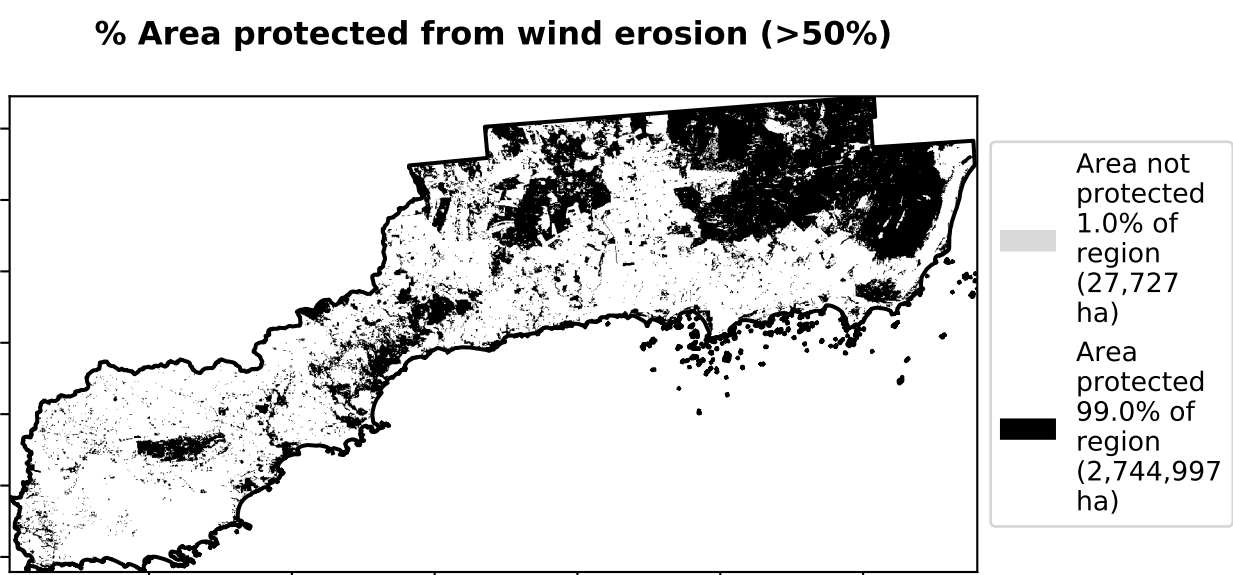 % Area protected from wind erosion (>50%)
Area not
protected
1.0% of
region
(27,727
ha)
Area
protected
99.0% of
region
(2,744,997
ha)